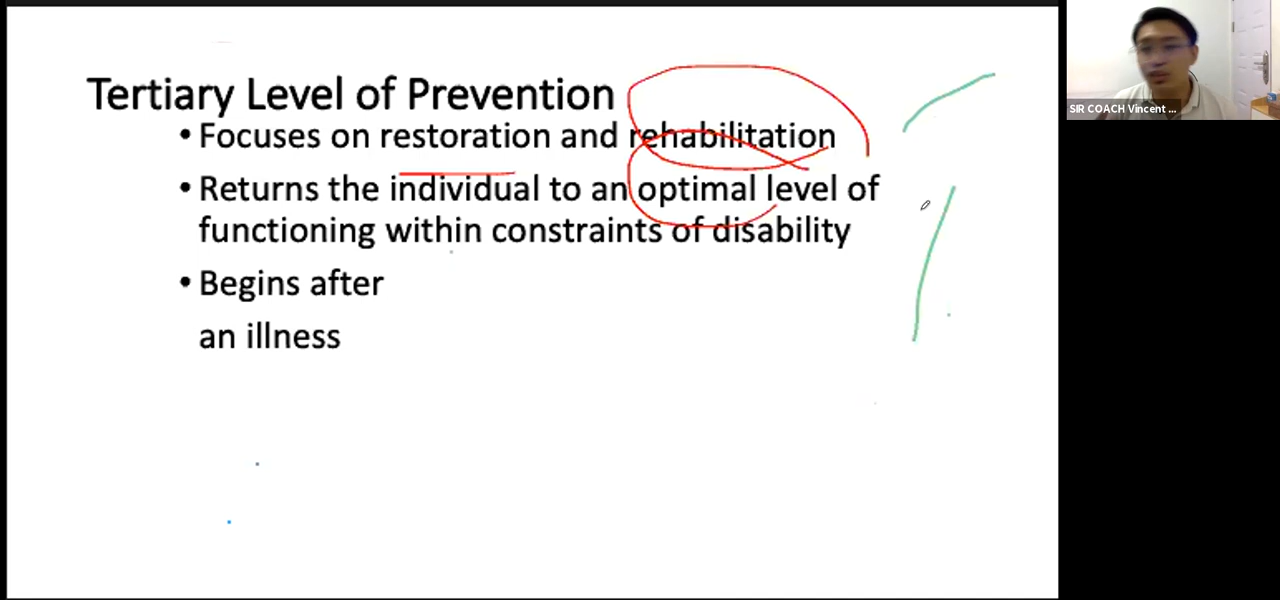 Tertiary Level of Prevention
• Focuses on restoration and rehabilitation
• Returns the individual to an optimal level of
functioning within constraints of disability
• Begins after
an illness
SIR COACH Vincent ...